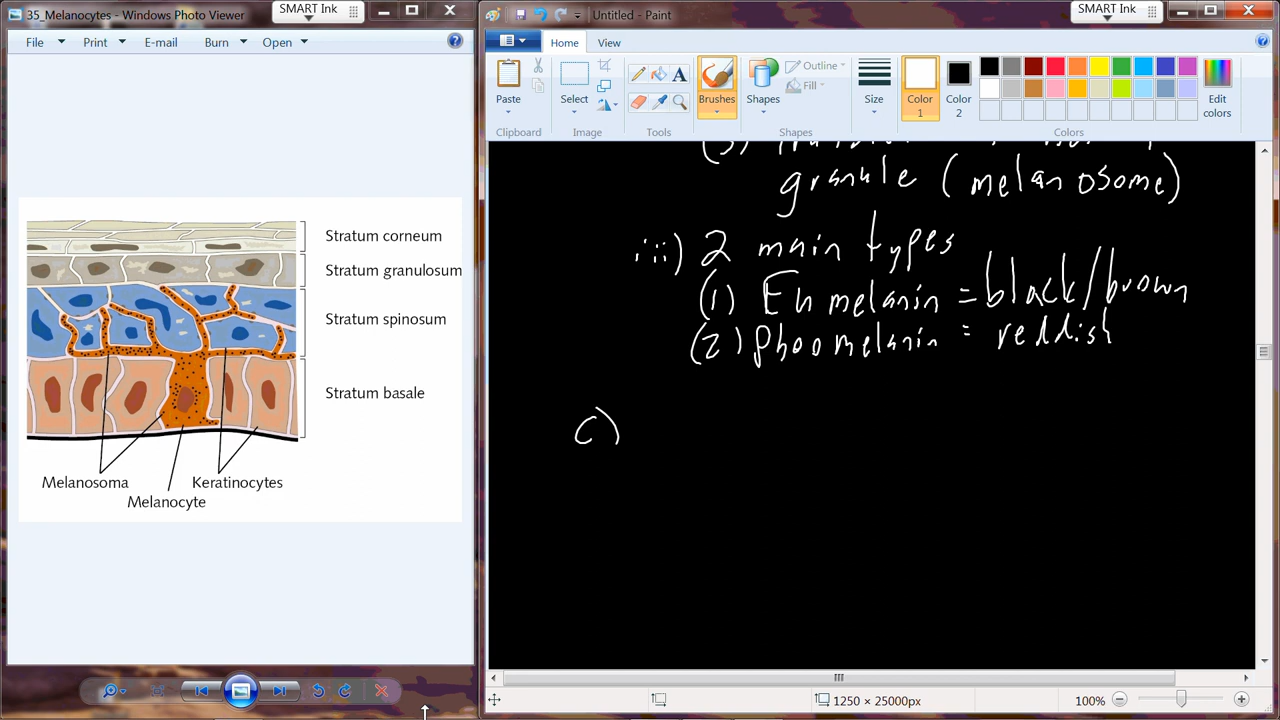 35_Melanocytes - Windows Photo Viewer
SMART Ink
File Print E-mail Burn Open
Stratum corneum
Stratum granulosum
Stratum spinosum
Stratum basale
Melanosoma
Keratinocytes
Melanocyte
Untitled - Paint
SMART Ink
Home View
Paste
Select
Brushes
Shapes
Outline
Fill
Size
Color 1
Color 2
Edit colors
Clipboard Image Tools Shapes Colors
(3)
granule (melanosome)
iii) 2 main types
(1) Eumelanin = black/brown
(2) Pheomelanin = reddish
C)
1250 × 25000px
100%